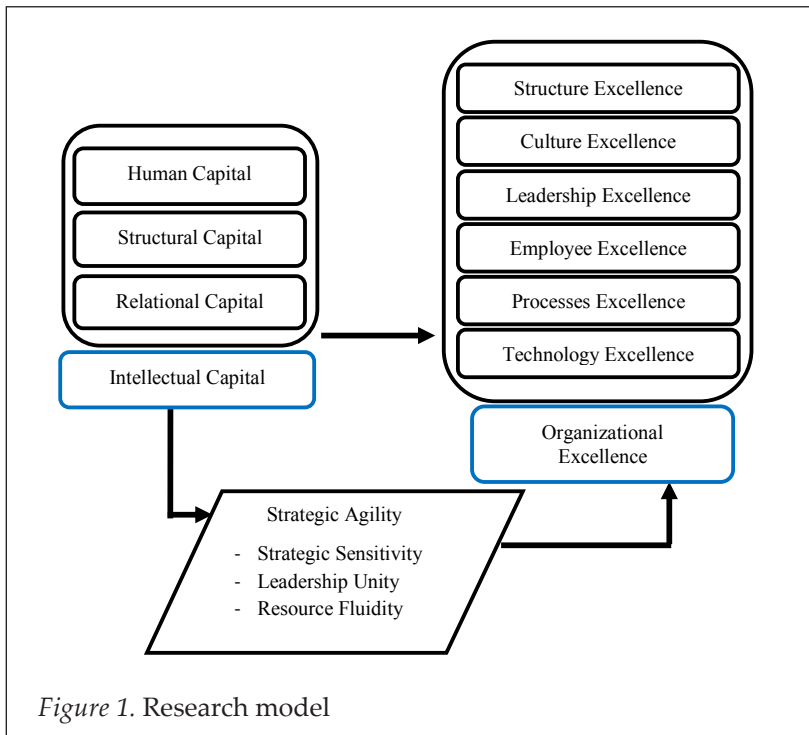 Human Capital
Structural Capital
Relational Capital
Intellectual Capital
Structure Excellence
Culture Excellence
Leadership Excellence
Employee Excellence
Processes Excellence
Technology Excellence
Organizational
Excellence
Strategic Agility
- Strategic Sensitivity
- Leadership Unity
- Resource Fluidity
Figure 1. Research model